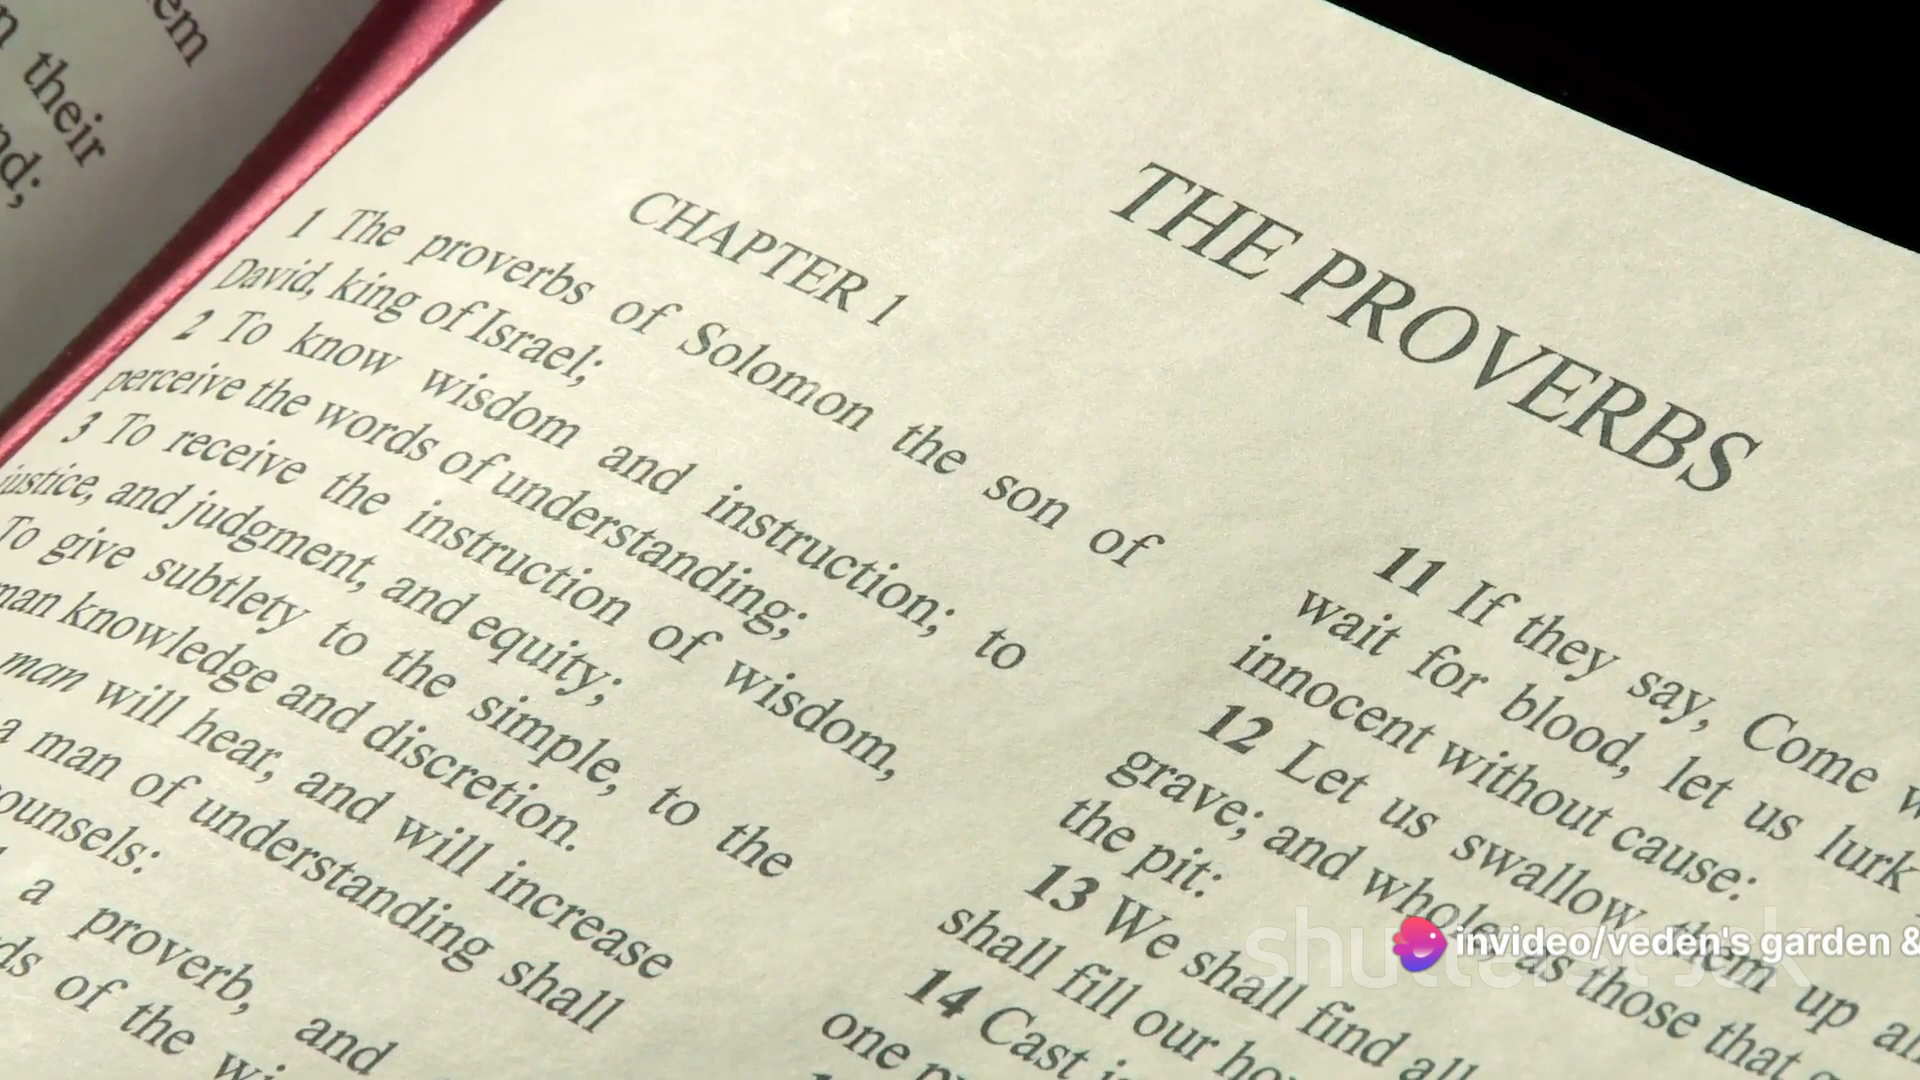 em
n their
nd;
THE PROVERBS
CHAPTER 1
1 The proverbs of Solomon the son of
David, king of Israel;
2 To know wisdom and instruction; to
perceive the words of understanding;
3 To receive the instruction of wisdom,
justice, and judgment, and equity;
To give subtlety to the simple, to the
man knowledge and discretion.
man will hear, and will increase
a man of understanding shall
ounsels:
a proverb, and
ds of the wi
11 If they say, Come w
wait for blood, let us lurk
innocent without cause:
12 Let us swallow them up
grave; and whole, as those that
the pit:
13 We shall find all
shall fill our ho
14 Cast i
one pu
shutterstock
invideo/veden's garden &